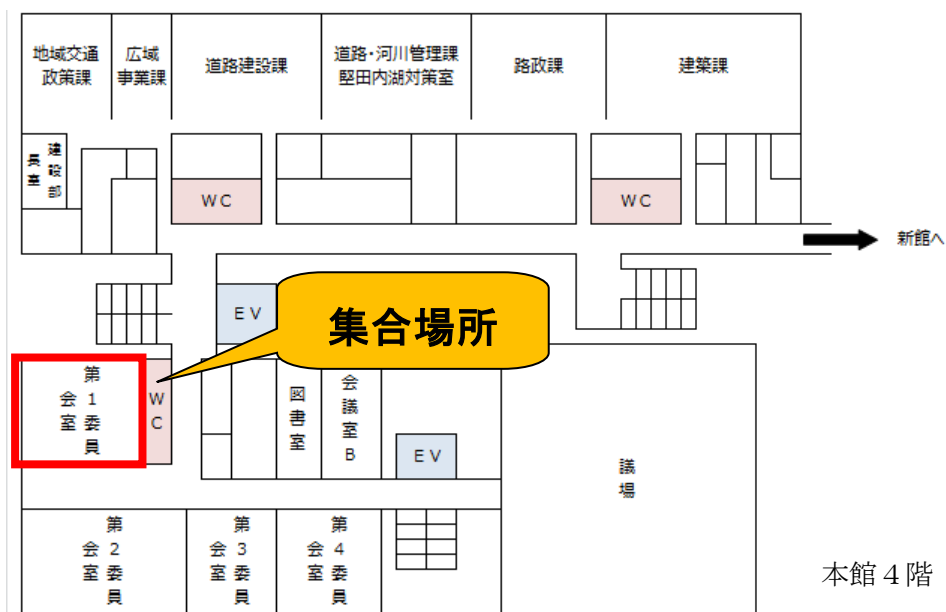 地域交通
政策課
広域
事業課
道路建設課
道路・河川管理課
堅田内湖対策室
路政課
建築課
建設部
長室
WC
WC
新館へ
EV
集合場所
第1委員
会室
WC
図書室
会議室B
EV
議場
第2委員
会室
第3委員
会室
第4委員
会室
本館4階